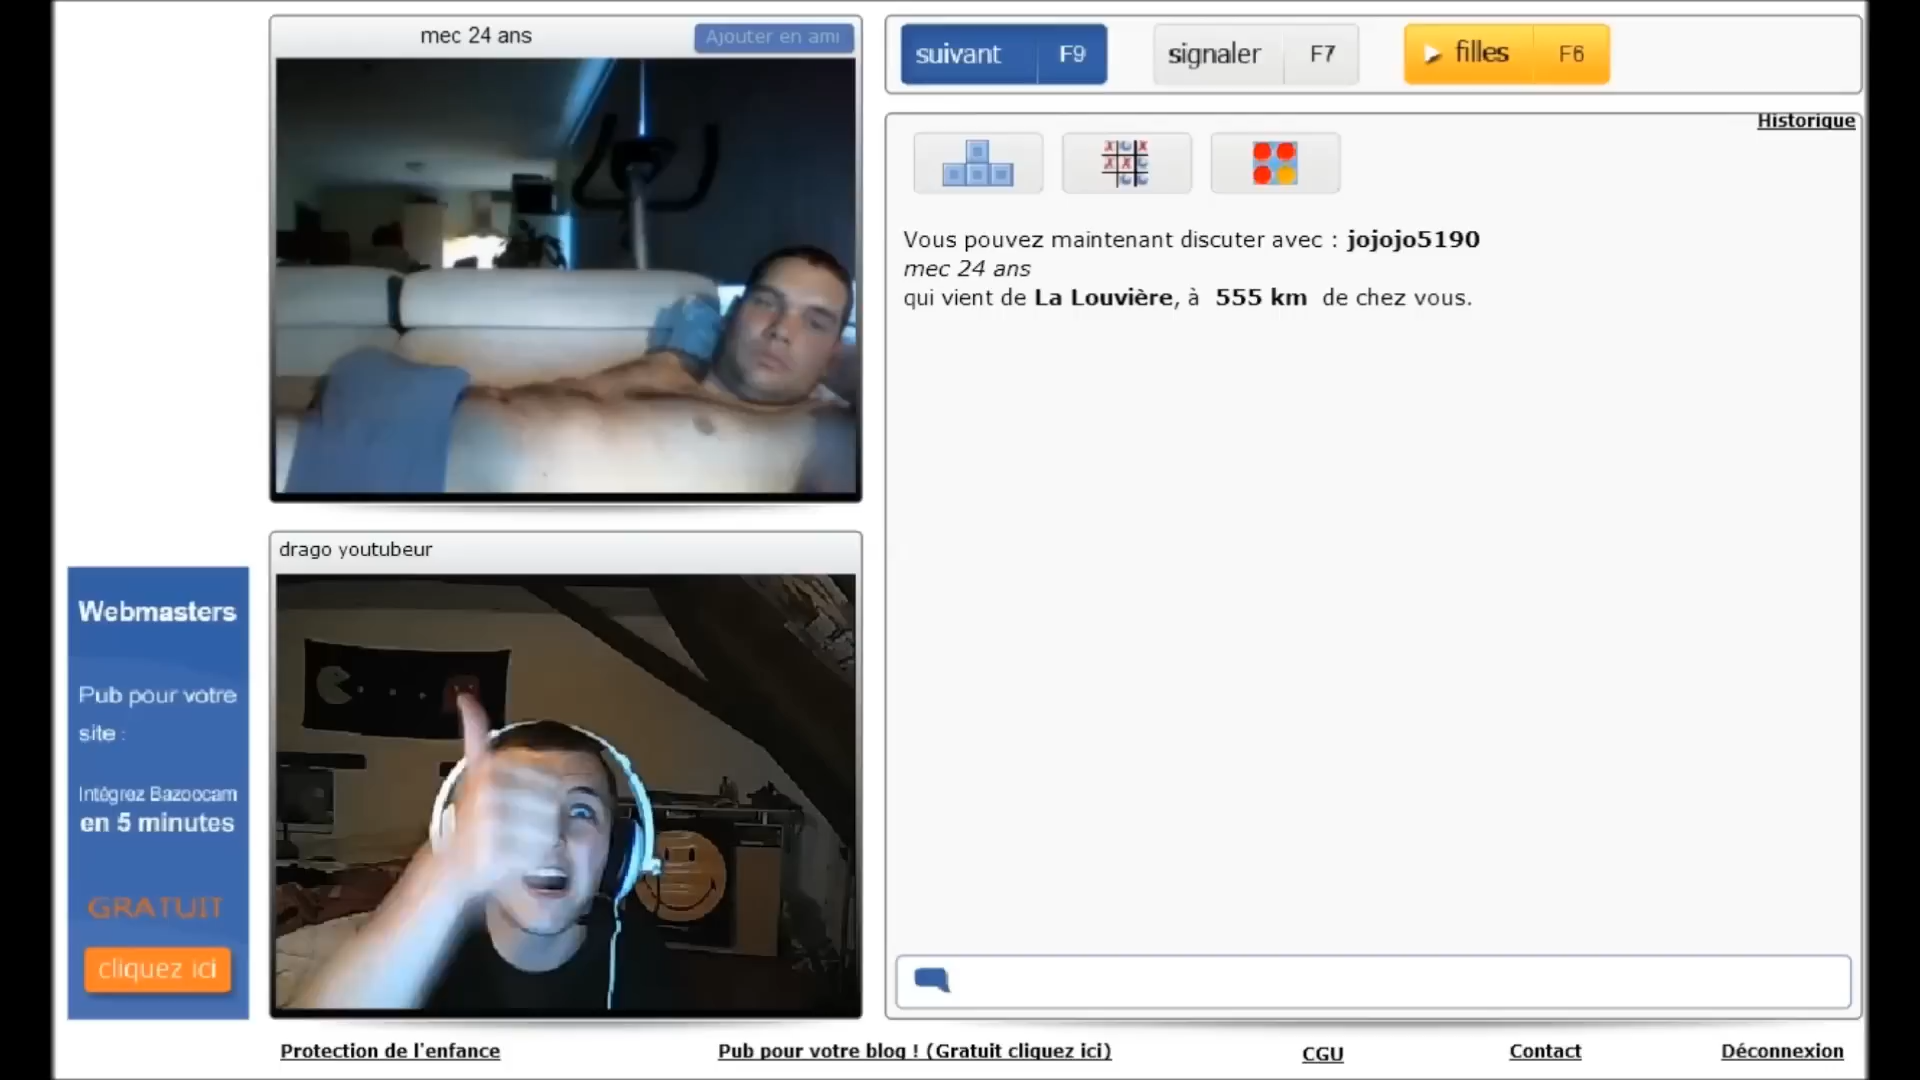 mec 24 ans
Ajouter en ami
suivant F9
signaler F7
filles F6
Historique
Vous pouvez maintenant discuter avec : jojojo5190
mec 24 ans
qui vient de La Louvière, à 555 km de chez vous.
drago youtubeur
Webmasters
Pub pour votre
site :
Intégrez Bazoocam
en 5 minutes
GRATUIT
cliquez ici
Protection de l'enfance
Pub pour votre blog ! (Gratuit cliquez ici)
CGU
Contact
Déconnexion